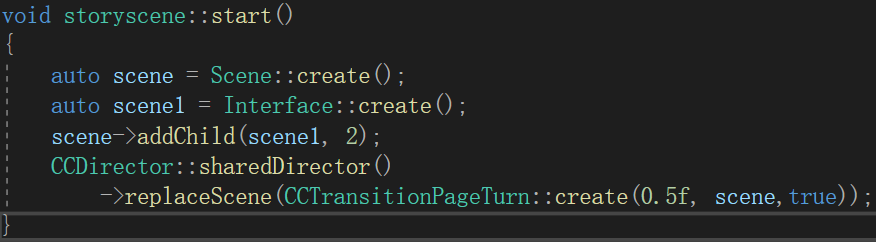 void storyscene::start()
{
    auto scene = Scene::create();
    auto scene1 = Interface::create();
    scene->addChild(scene1, 2);
    CCDirector::sharedDirector()
        ->replaceScene(CCTransitionPageTurn::create(0.5f, scene,true));
}